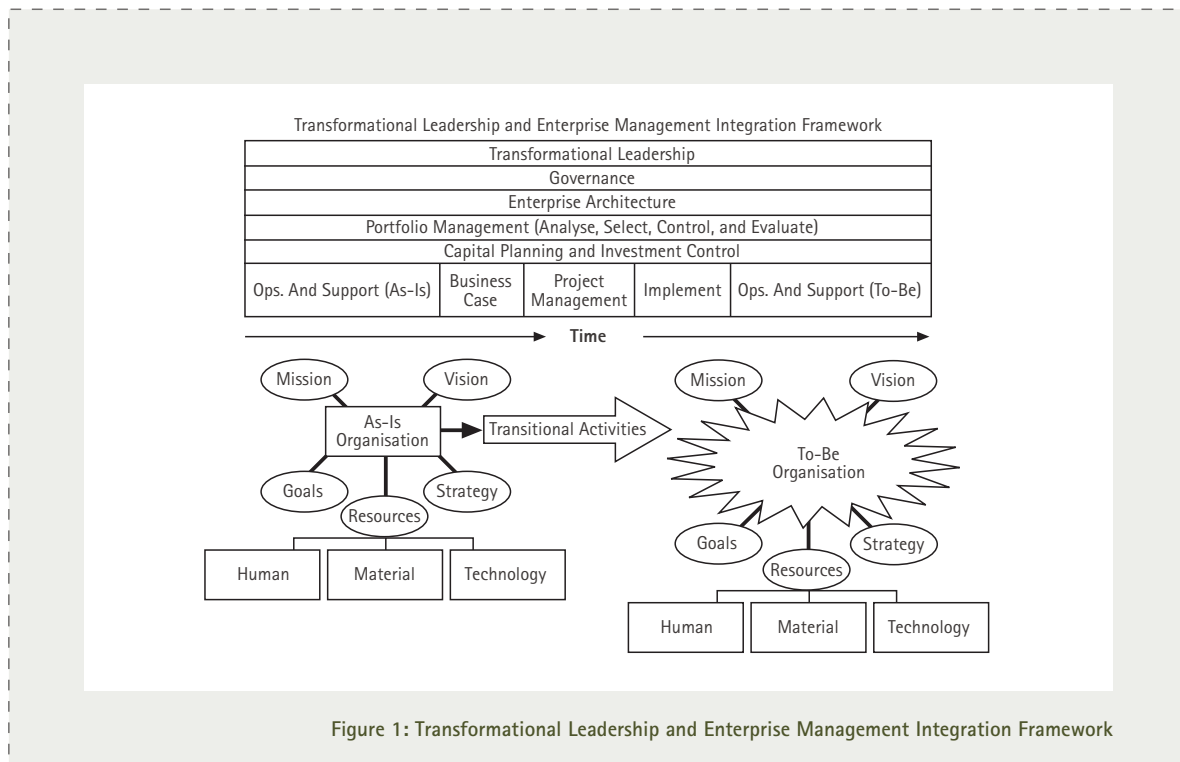 Transformational Leadership and Enterprise Management Integration Framework
Transformational Leadership
Governance
Enterprise Architecture
Portfolio Management (Analyse, Select, Control, and Evaluate)
Capital Planning and Investment Control
Ops. And Support (As-Is)
Business
Case
Project
Management
Implement
Ops. And Support (To-Be)
Time
Mission
Vision
As-Is
Organisation
Goals
Strategy
Resources
Human
Material
Technology
Transitional Activities
Mission
Vision
To-Be
Organisation
Goals
Strategy
Resources
Human
Material
Technology
Figure 1: Transformational Leadership and Enterprise Management Integration Framework